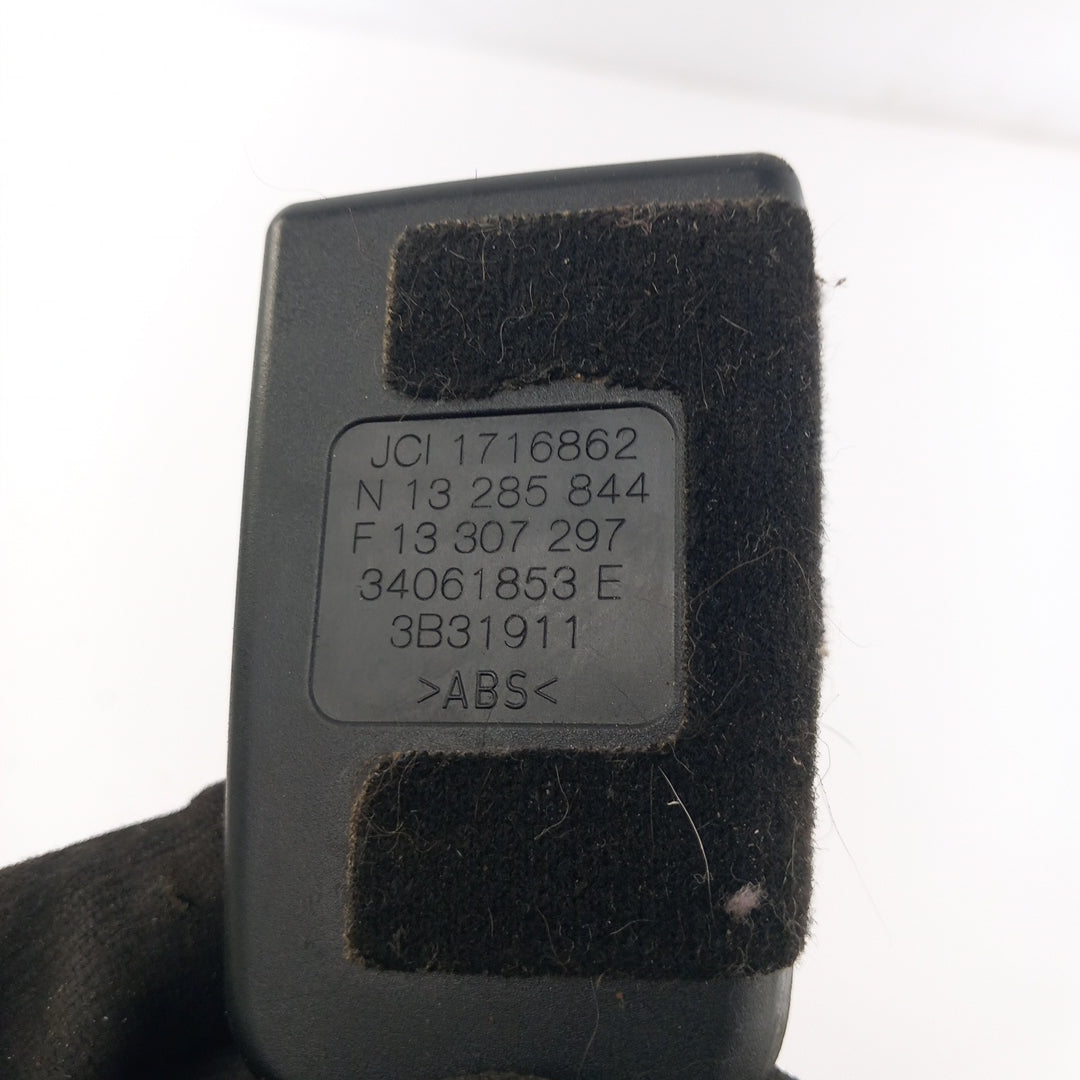 JCI 1716862
N 13 285 844
F 13 307 297
34061853 E
3B31911
>ABS<